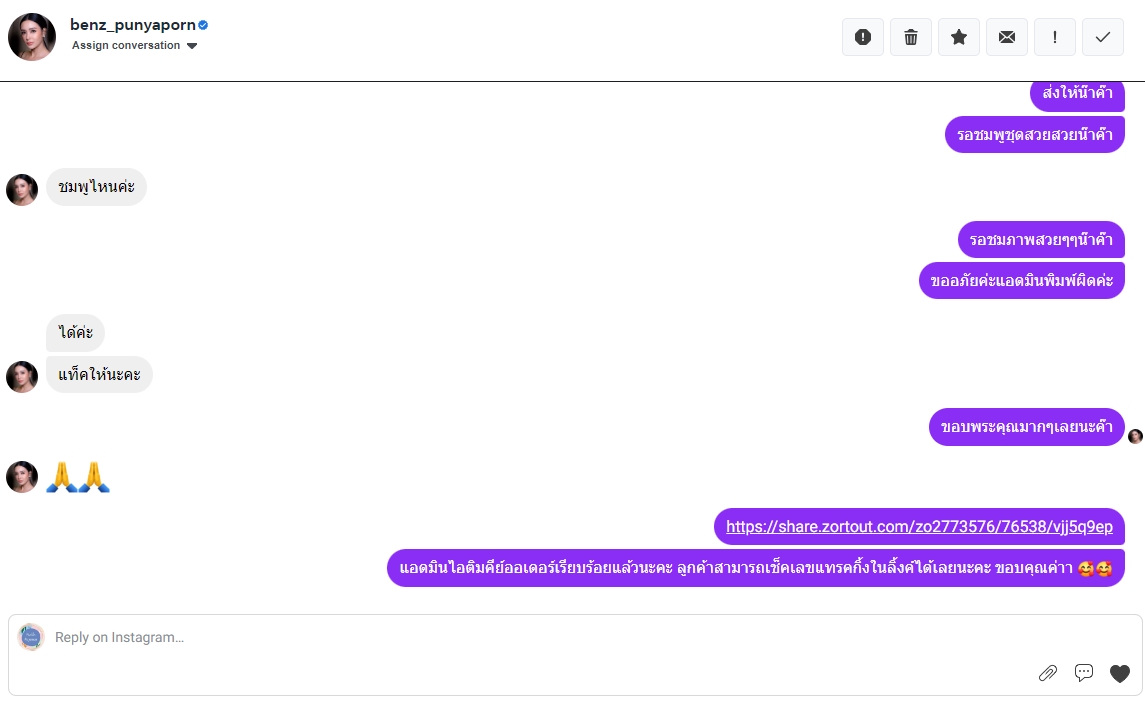 benz_punyaporn
Assign conversation
!
ส่งให้น๊าค๊า
รอชมพูชุดสวยสวยน๊าค๊า
ชมพูไหนค่ะ
รอชมภาพสวยๆๆน๊าค๊า
ขออภัยค่ะแอดมินพิมพ์ผิดค่ะ
ได้ค่ะ
แท็คให้นะคะ
ขอบพระคุณมากๆเลยนะค๊า
🙏🙏
https://share.zortout.com/zo2773576/76538/vjj5q9ep
แอดมินไอติมคีย์ออเดอร์เรียบร้อยแล้วนะคะ ลูกค้าสามารถเช็คเลขแทรคกิ้งในลิ้งค์ได้เลยนะคะ ขอบคุณค่าา 🥰🥰
Reply on Instagram...